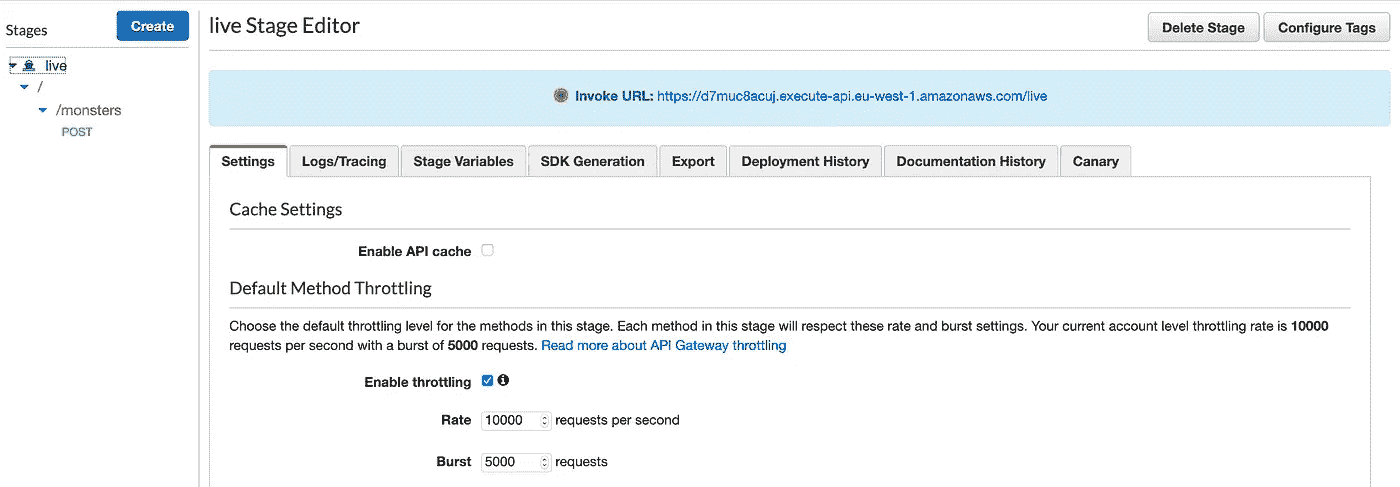 Stages
Create
live
/
/monsters
POST
live Stage Editor
Delete Stage
Configure Tags
Invoke URL: https://d7muc8acuj.execute-api.eu-west-1.amazonaws.com/live
Settings
Logs/Tracing
Stage Variables
SDK Generation
Export
Deployment History
Documentation History
Canary
Cache Settings
Enable API cache
Default Method Throttling
Choose the default throttling level for the methods in this stage. Each method in this stage will respect these rate and burst settings. Your current account level throttling rate is 10000
requests per second with a burst of 5000 requests. Read more about API Gateway throttling
Enable throttling
Rate 10000 requests per second
Burst 5000 requests